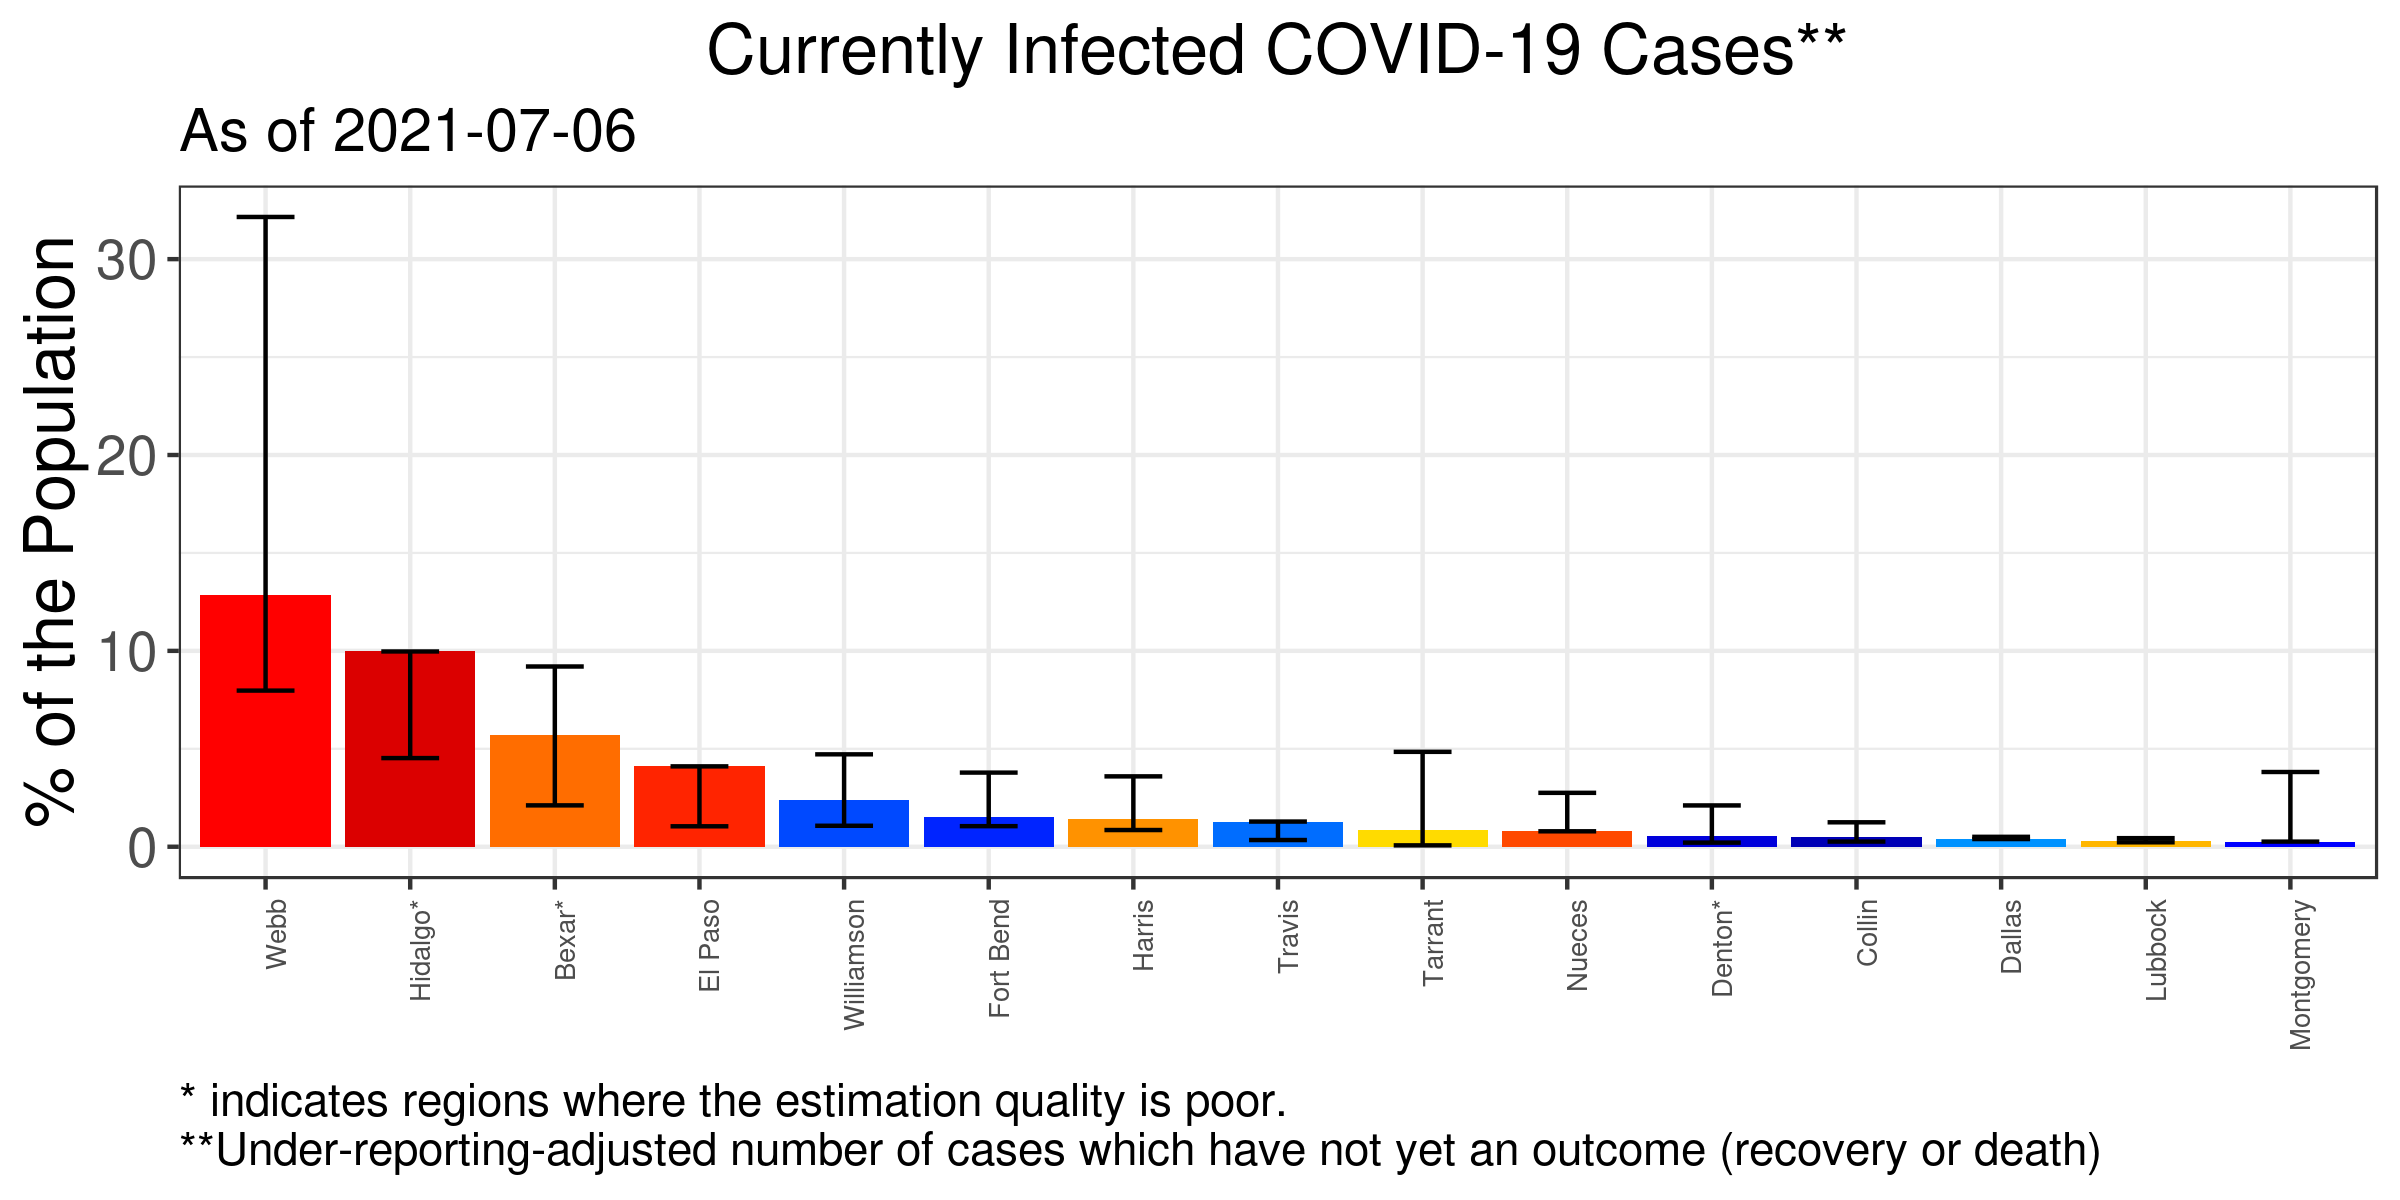 Currently Infected COVID-19 Cases**
As of 2021-07-06
% of the Population
30
20
10
0
Webb
Hidalgo*
Bexar*
El Paso
Williamson
Fort Bend
Harris
Travis
Tarrant
Nueces
Denton*
Collin
Dallas
Lubbock
Montgomery
* indicates regions where the estimation quality is poor.
**Under-reporting-adjusted number of cases which have not yet an outcome (recovery or death)